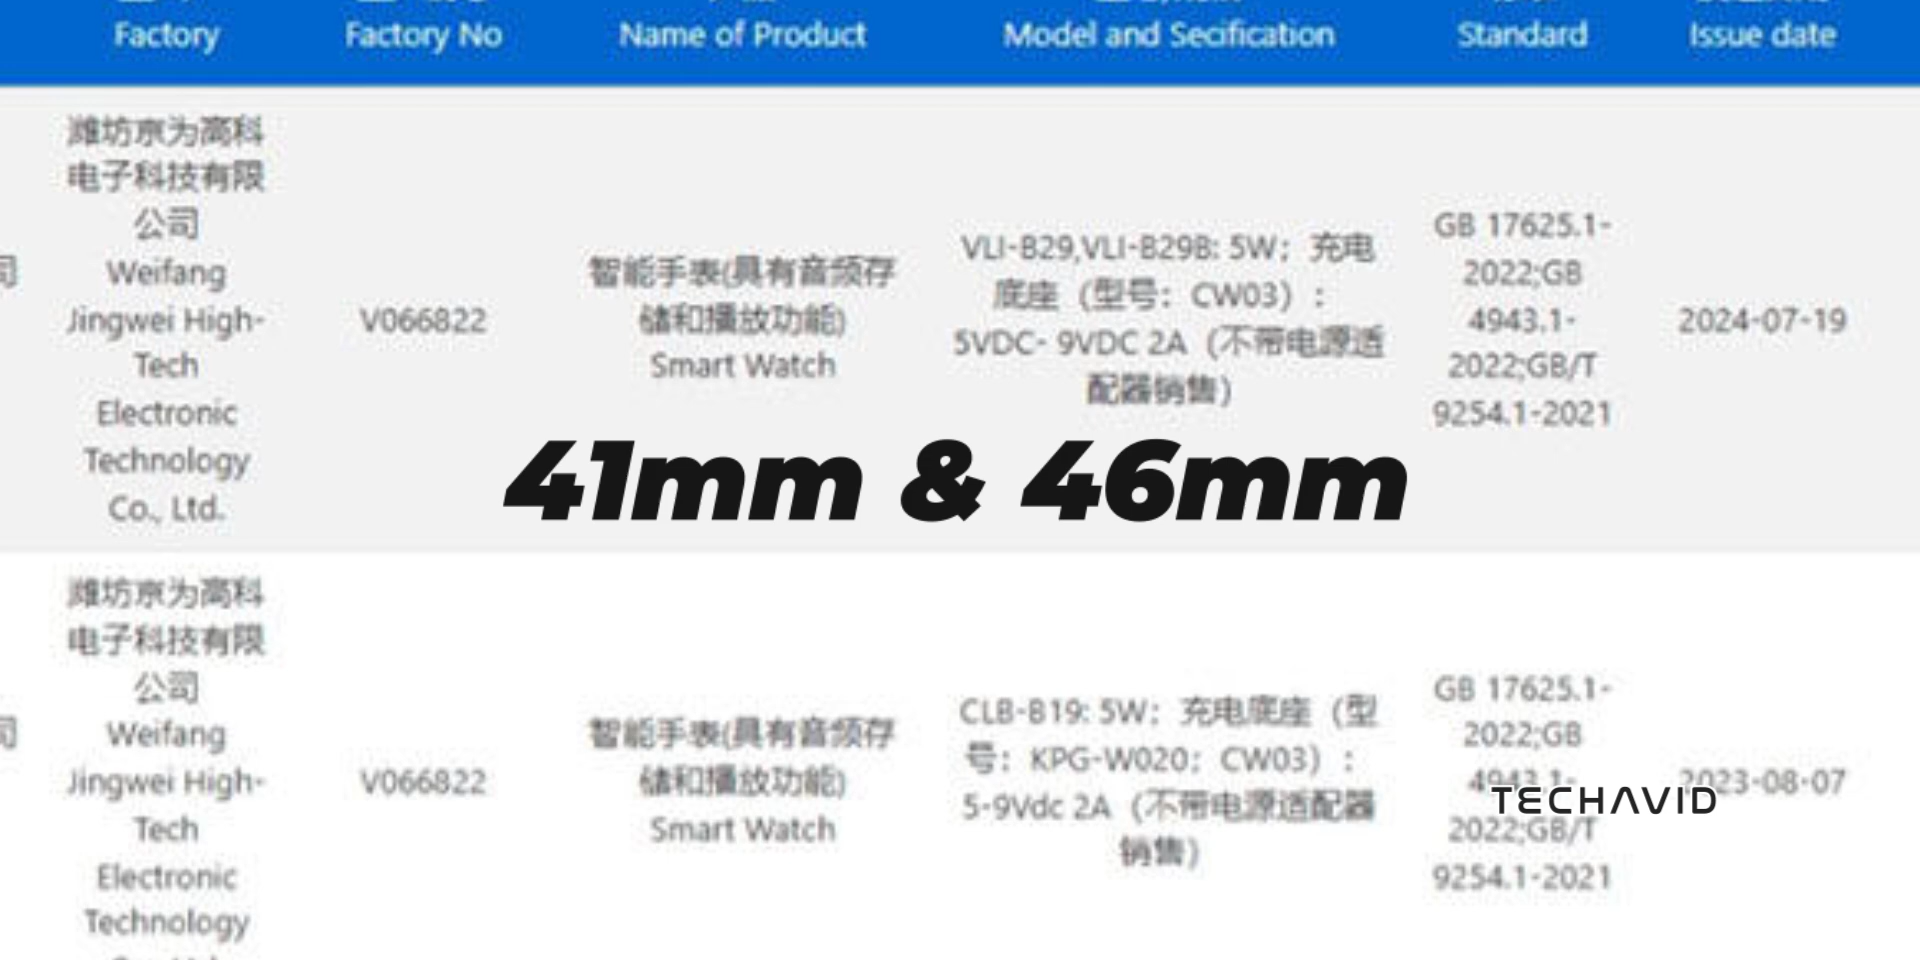 Factory
Factory No
Name of Product
Model and Secification
Standard
Issue date
潍坊京为高科
电子科技有限
公司
Weifang
Jingwei High-
Tech
Electronic
Technology
Co., Ltd.
司
V066822
智能手表(具有音频存
储和播放功能)
Smart Watch
VLI-B29,VLI-B29B: 5W；充电
底座（型号：CW03）：
5VDC- 9VDC 2A（不带电源适
配器销售）
GB 17625.1-
2022;GB
4943.1-
2022;GB/T
9254.1-2021
2024-07-19
41mm & 46mm
潍坊京为高科
电子科技有限
公司
Weifang
Jingwei High-
Tech
Electronic
Technology
司
V066822
智能手表(具有音频存
储和播放功能)
Smart Watch
CLB-B19: 5W；充电底座（型
号：KPG-W020；CW03）：
5-9Vdc 2A（不带电源适配器
销售）
GB 17625.1-
2022;GB
4943.1-
2022;GB/T
9254.1-2021
2023-08-07
TECHAVID